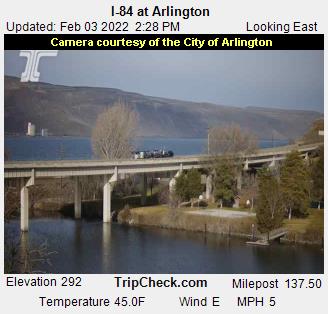 I-84 at Arlington
Updated: Feb 03 2022 2:28 PM Looking East
Camera courtesy of the City of Arlington
Elevation 292 TripCheck.com Milepost 137.50
Temperature 45.0F Wind E MPH 5